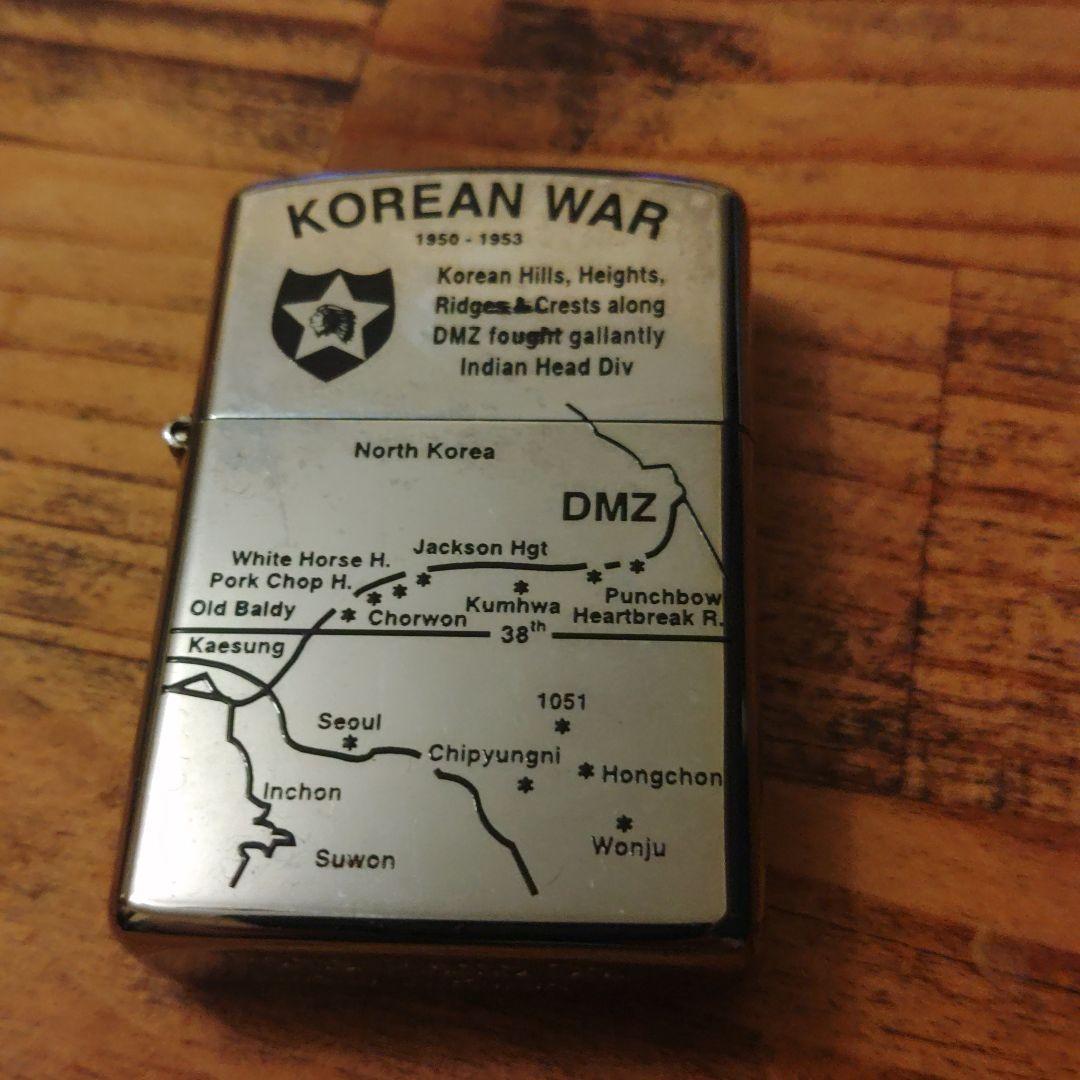 KOREAN WAR
1950 - 1953
Korean Hills, Heights,
Ridges & Crests along
DMZ fought gallantly
Indian Head Div
North Korea
DMZ
Jackson Hgt
White Horse H.
Pork Chop H.
Old Baldy
Chorwon
Kumhwa
Punchbow
Heartbreak R.
38th
Kaesung
1051
Seoul
Chipyungni
Hongchon
Inchon
Wonju
Suwon